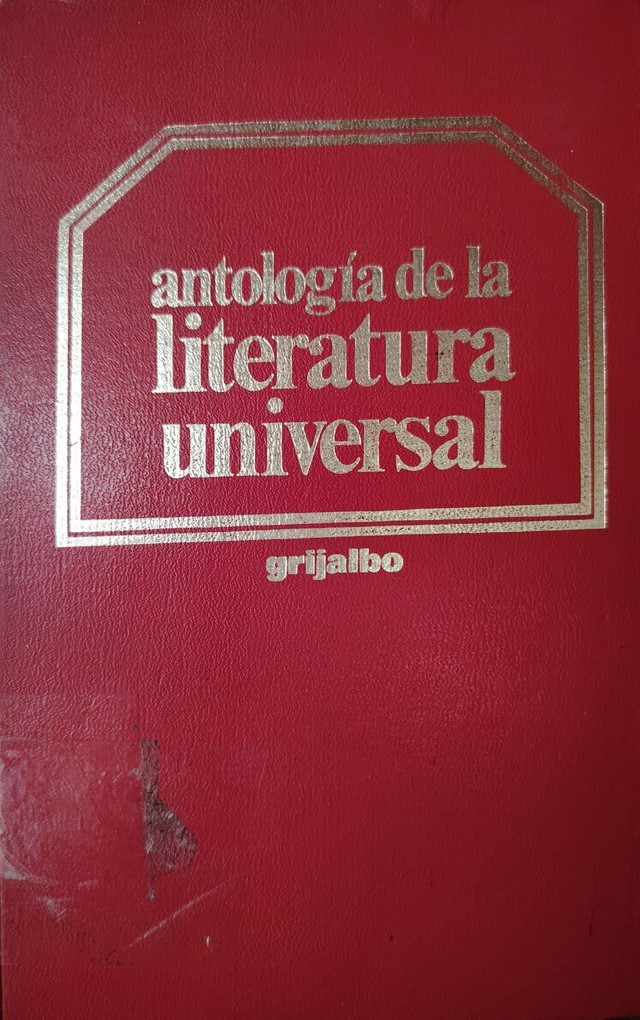 antología de la
literatura
universal
grijalbo